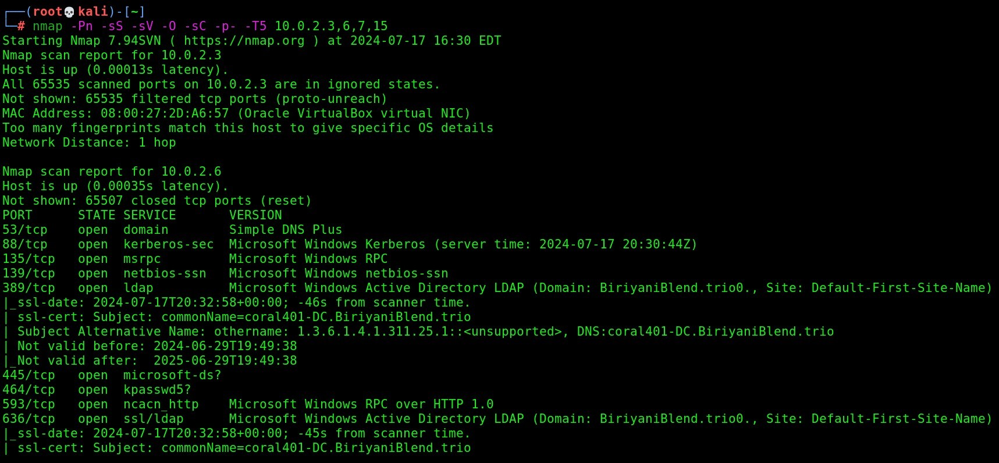 ┌──(root💀kali)-[~]
└─# nmap -Pn -sS -sV -O -sC -p- -T5 10.0.2.3,6,7,15
Starting Nmap 7.94SVN ( https://nmap.org ) at 2024-07-17 16:30 EDT
Nmap scan report for 10.0.2.3
Host is up (0.00013s latency).
All 65535 scanned ports on 10.0.2.3 are in ignored states.
Not shown: 65535 filtered tcp ports (proto-unreach)
MAC Address: 08:00:27:2D:A6:57 (Oracle VirtualBox virtual NIC)
Too many fingerprints match this host to give specific OS details
Network Distance: 1 hop

Nmap scan report for 10.0.2.6
Host is up (0.00035s latency).
Not shown: 65507 closed tcp ports (reset)
PORT      STATE SERVICE       VERSION
53/tcp    open  domain        Simple DNS Plus
88/tcp    open  kerberos-sec  Microsoft Windows Kerberos (server time: 2024-07-17 20:30:44Z)
135/tcp   open  msrpc         Microsoft Windows RPC
139/tcp   open  netbios-ssn   Microsoft Windows netbios-ssn
389/tcp   open  ldap          Microsoft Windows Active Directory LDAP (Domain: BiriyaniBlend.trio0., Site: Default-First-Site-Name)
|_ssl-date: 2024-07-17T20:32:58+00:00; -46s from scanner time.
| ssl-cert: Subject: commonName=coral401-DC.BiriyaniBlend.trio
| Subject Alternative Name: othername: 1.3.6.1.4.1.311.25.1::<unsupported>, DNS:coral401-DC.BiriyaniBlend.trio
| Not valid before: 2024-06-29T19:49:38
|_Not valid after:  2025-06-29T19:49:38
445/tcp   open  microsoft-ds?
464/tcp   open  kpasswd5?
593/tcp   open  ncacn_http    Microsoft Windows RPC over HTTP 1.0
636/tcp   open  ssl/ldap      Microsoft Windows Active Directory LDAP (Domain: BiriyaniBlend.trio0., Site: Default-First-Site-Name)
|_ssl-date: 2024-07-17T20:32:58+00:00; -45s from scanner time.
| ssl-cert: Subject: commonName=coral401-DC.BiriyaniBlend.trio